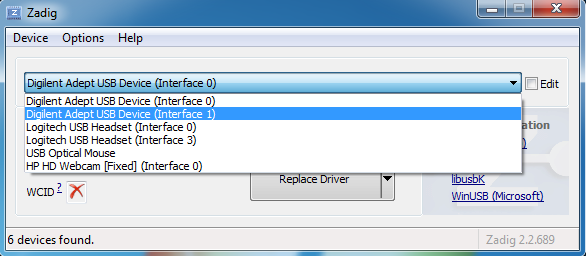 Zadig
Device Options Help
Digilent Adept USB Device (Interface 0)
Edit
Digilent Adept USB Device (Interface 0)
Digilent Adept USB Device (Interface 1)
Logitech USB Headset (Interface 0)
Logitech USB Headset (Interface 3)
USB Optical Mouse
HP HD Webcam [Fixed] (Interface 0)
WCID ?
Replace Driver
libusbK
WinUSB (Microsoft)
6 devices found.
Zadig 2.2.689